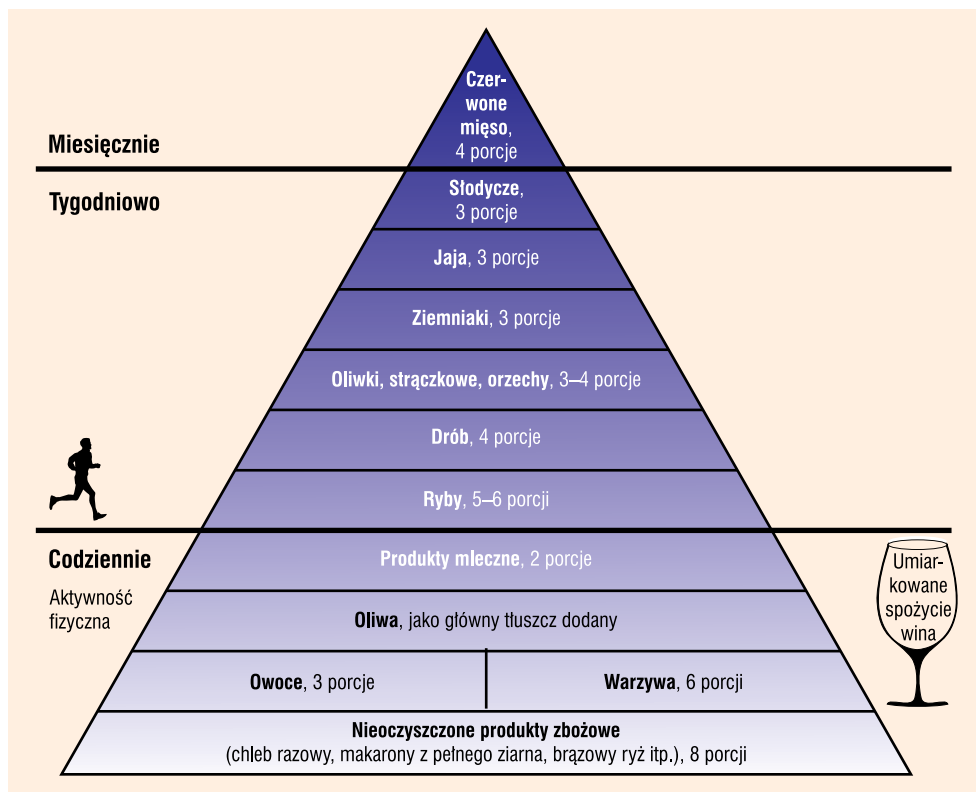 Czer-
wone
mięso,
4 porcje
Miesięcznie
Tygodniowo
Słodycze,
3 porcje
Jaja, 3 porcje
Ziemniaki, 3 porcje
Oliwki, strączkowe, orzechy, 3–4 porcje
Drób, 4 porcje
Ryby, 5–6 porcji
Codziennie
Aktywność
fizyczna
Produkty mleczne, 2 porcje
Oliwa, jako główny tłuszcz dodany
Owoce, 3 porcje
Warzywa, 6 porcji
Nieoczyszczone produkty zbożowe
(chleb razowy, makarony z pełnego ziarna, brązowy ryż itp.), 8 porcji
Umiar-
kowane
spożycie
wina